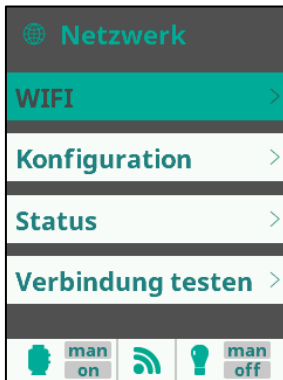 Netzwerk
WIFI
Konfiguration
Status
Verbindung testen
man
on
man
off